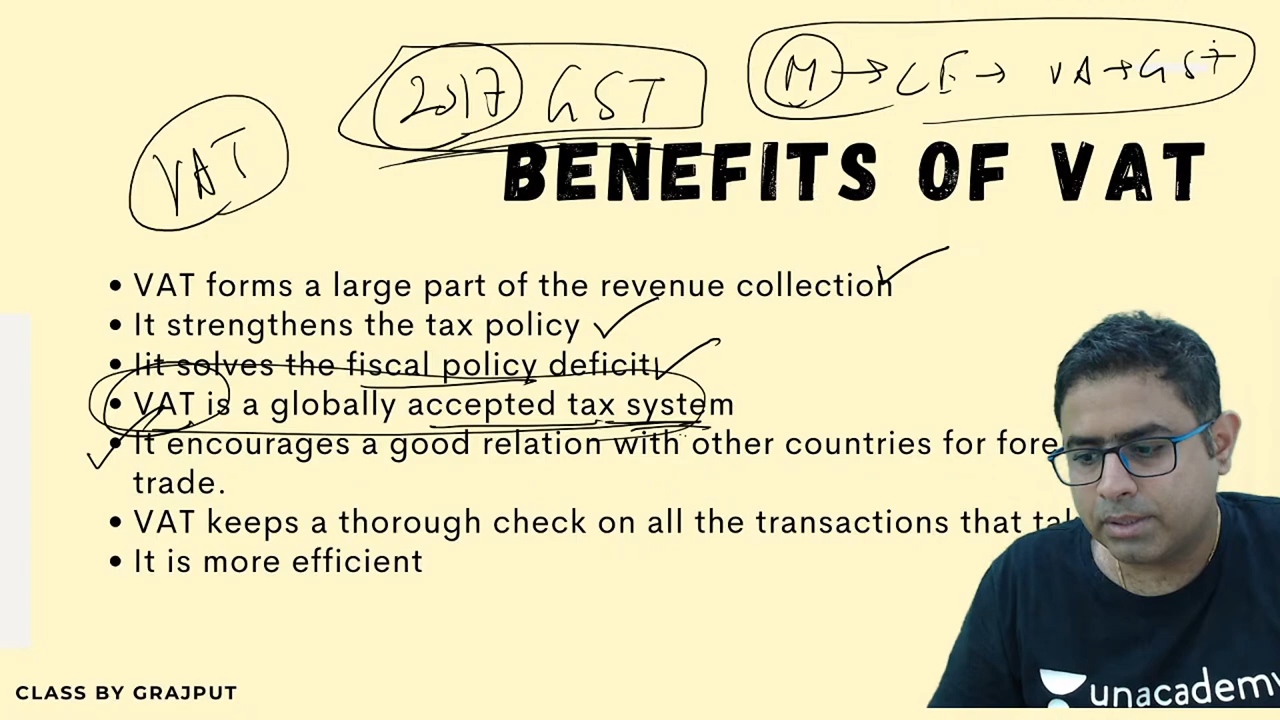 2017 GST
M → CE → VA → GST
VAT
BENEFITS OF VAT
• VAT forms a large part of the revenue collection
• It strengthens the tax policy
• Iit solves the fiscal policy deficit
• VAT is a globally accepted tax system
• It encourages a good relation with other countries for fore
trade.
• VAT keeps a thorough check on all the transactions that ta
• It is more efficient
CLASS BY GRAJPUT
unacademy